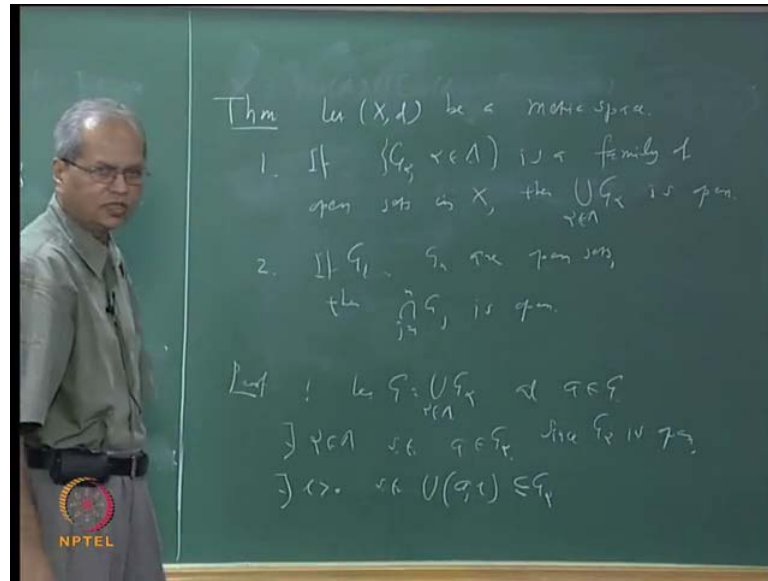 Thm Let (X, d) be a metric space.
1. If {G_α, α ∈ Λ} is a family of
open sets in X, then ⋃_{α∈Λ} G_α is open.
2. If G_1 .. G_n are open sets,
then ⋂_{j=1}^{n} G_j is open.
Proof 1 Let G = ⋃_{α∈Λ} G_α at a ∈ G
∃ α ∈ Λ s.t. a ∈ G_α. Since G_α is open,
∃ r > 0 s.t. U(a, r) ⊆ G_α
NPTEL